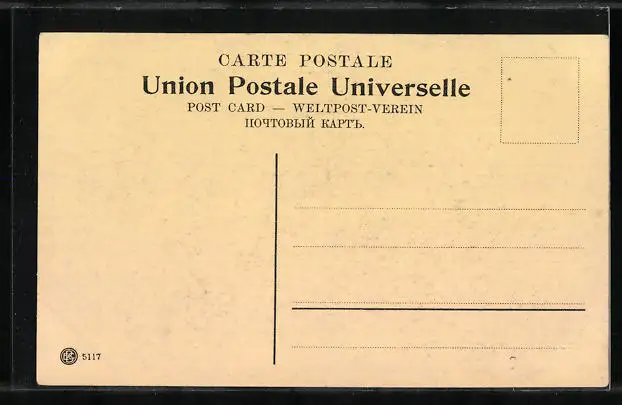 CARTE POSTALE
Union Postale Universelle
POST CARD — WELTPOST-VEREIN
ПОЧТОВЫЙ КАРТЪ.
5117